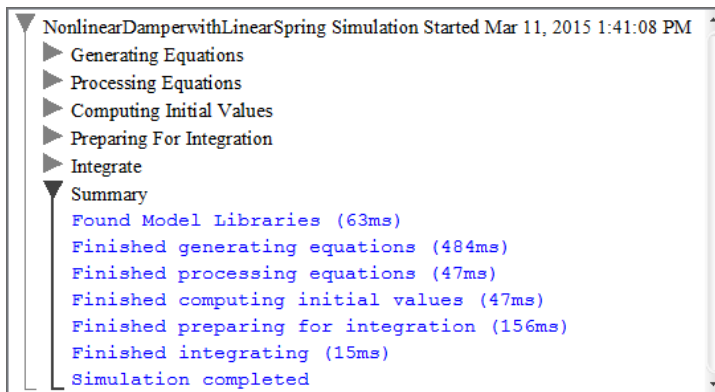 NonlinearDamperwithLinearSpring Simulation Started Mar 11, 2015 1:41:08 PM
Generating Equations
Processing Equations
Computing Initial Values
Preparing For Integration
Integrate
Summary
Found Model Libraries (63ms)
Finished generating equations (484ms)
Finished processing equations (47ms)
Finished computing initial values (47ms)
Finished preparing for integration (156ms)
Finished integrating (15ms)
Simulation completed